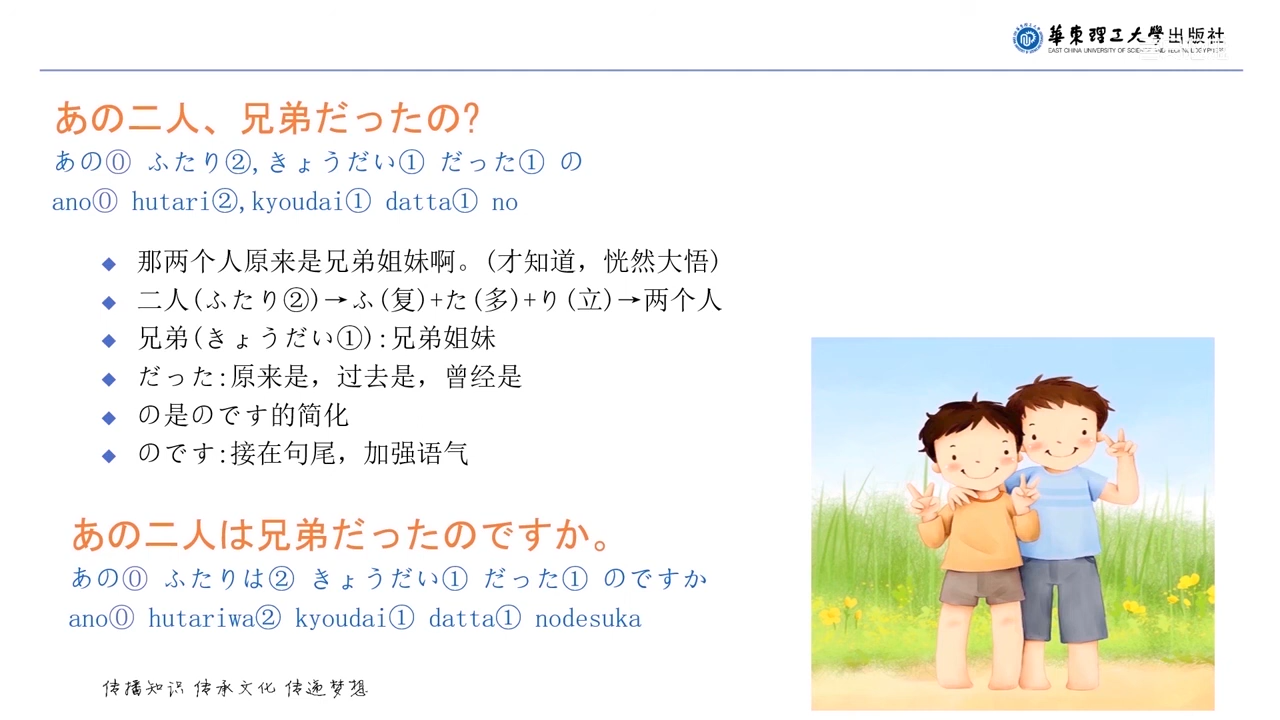 華東理工大學出版社
あの二人、兄弟だったの?
あの⓪ ふたり②,きょうだい① だった① の
ano⓪ hutari②,kyoudai① datta① no
◆ 那两个人原来是兄弟姐妹啊。(才知道，恍然大悟)
◆ 二人(ふたり②)→ふ(复)+た(多)+り(立)→两个人
◆ 兄弟(きょうだい①):兄弟姐妹
◆ だった:原来是，过去是，曾经是
◆ の是のです的简化
◆ のです:接在句尾，加强语气
あの二人は兄弟だったのですか。
あの⓪ ふたりは② きょうだい① だった① のですか
ano⓪ hutariwa② kyoudai① datta① nodesuka
传播知识 传承文化 传递梦想